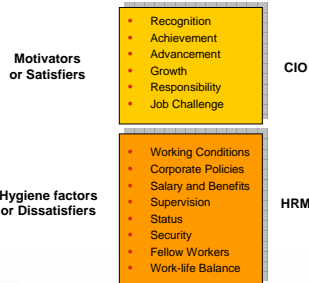 Motivators
or Satisfiers
• Recognition
• Achievement
• Advancement
• Growth
• Responsibility
• Job Challenge
CIO
Hygiene factors
or Dissatisfiers
• Working Conditions
• Corporate Policies
• Salary and Benefits
• Supervision
• Status
• Security
• Fellow Workers
• Work-life Balance
HRM